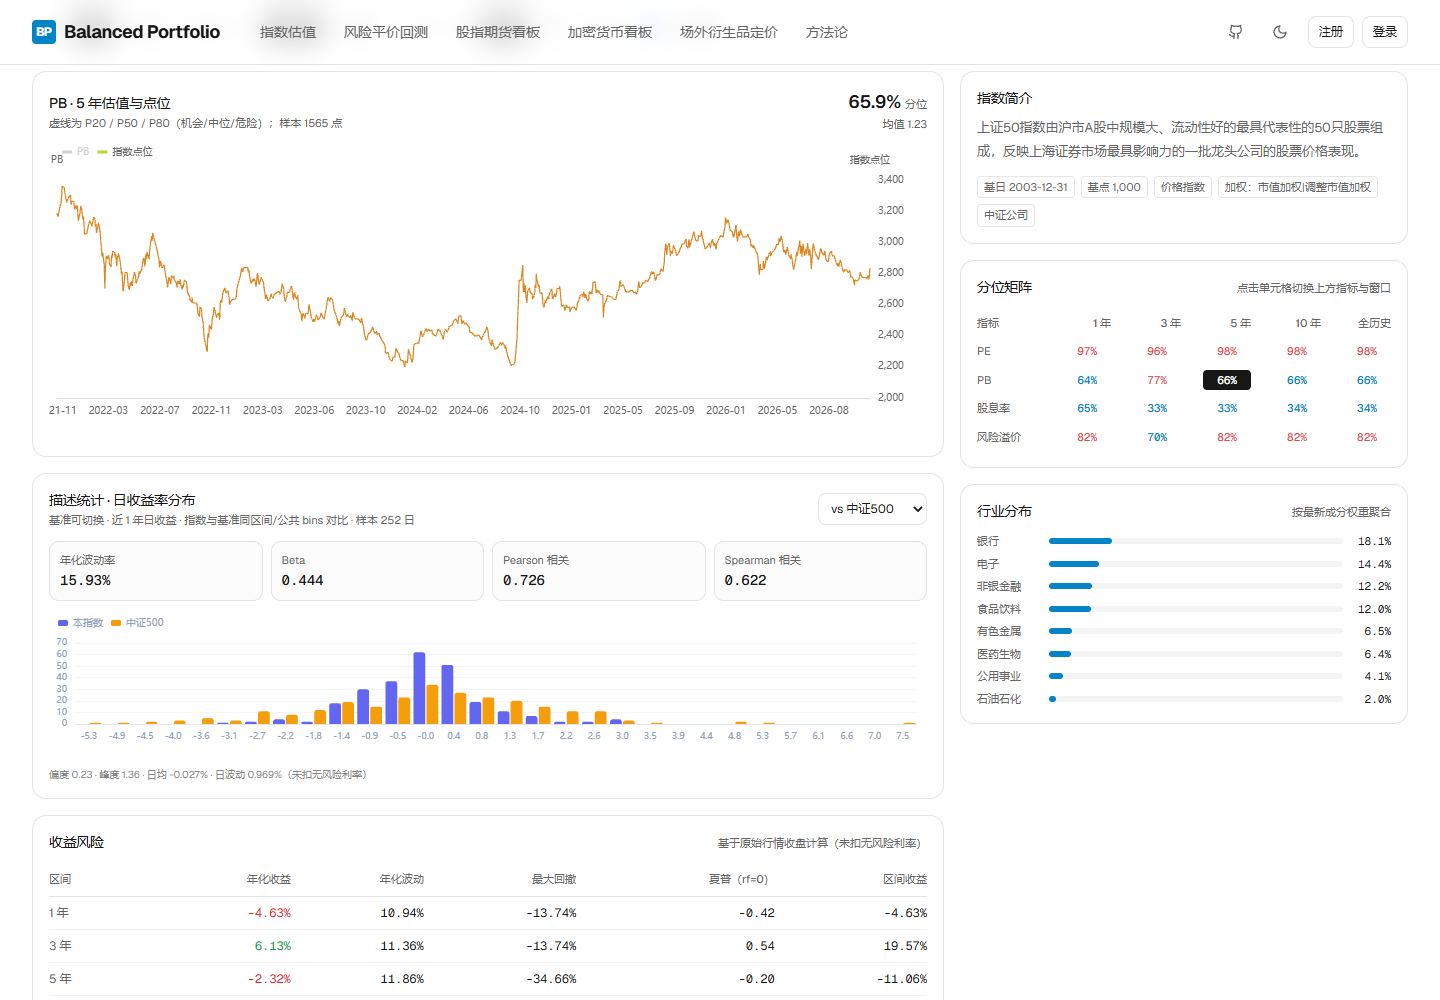 BP Balanced Portfolio 指数估值 风险平价回测 股指期货看板 加密货币看板 场外衍生品定价 方法论 注册 登录
PB · 5 年估值与点位
65.9% 分位
虚线为 P20 / P50 / P80（机会/中位/危险）；样本 1565 点
均值 1.23
PB 指数点位
PB
指数点位
3,400
3,200
3,000
2,800
2,600
2,400
2,200
2,000
21-11 2022-03 2022-07 2022-11 2023-03 2023-06 2023-10 2024-02 2024-06 2024-10 2025-01 2025-05 2025-09 2026-01 2026-05 2026-08
描述统计 · 日收益率分布
基准可切换 · 近 1 年日收益 · 指数与基准同区间/公共 bins 对比 · 样本 252 日
vs 中证500
年化波动率
15.93%
Beta
0.444
Pearson 相关
0.726
Spearman 相关
0.622
本指数 中证500
70
60
50
40
30
20
10
0
-5.3 -4.9 -4.5 -4.0 -3.6 -3.1 -2.7 -2.2 -1.8 -1.4 -0.9 -0.5 -0.0 0.4 0.8 1.3 1.7 2.2 2.6 3.0 3.5 3.9 4.4 4.8 5.3 5.7 6.1 6.6 7.0 7.5
偏度 0.23 · 峰度 1.36 · 日均 -0.027% · 日波动 0.969%（未扣无风险利率）
收益风险
基于原始行情收盘计算（未扣无风险利率）
区间 年化收益 年化波动 最大回撤 夏普（rf=0） 区间收益
1 年 -4.63% 10.94% -13.74% -0.42 -4.63%
3 年 6.13% 11.36% -13.74% 0.54 19.57%
5 年 -2.32% 11.86% -34.66% -0.20 -11.06%
指数简介
上证50指数由沪市A股中规模大、流动性好的最具代表性的50只股票组
成，反映上海证券市场最具影响力的一批龙头公司的股票价格表现。
基日 2003-12-31 基点 1,000 价格指数 加权：市值加权|调整市值加权
中证公司
分位矩阵
点击单元格切换上方指标与窗口
指标 1 年 3 年 5 年 10 年 全历史
PE 97% 96% 98% 98% 98%
PB 64% 77% 66% 66% 66%
股息率 65% 33% 33% 34% 34%
风险溢价 82% 70% 82% 82% 82%
行业分布
按最新成分权重聚合
银行 18.1%
电子 14.4%
非银金融 12.2%
食品饮料 12.0%
有色金属 6.5%
医药生物 6.4%
公用事业 4.1%
石油石化 2.0%